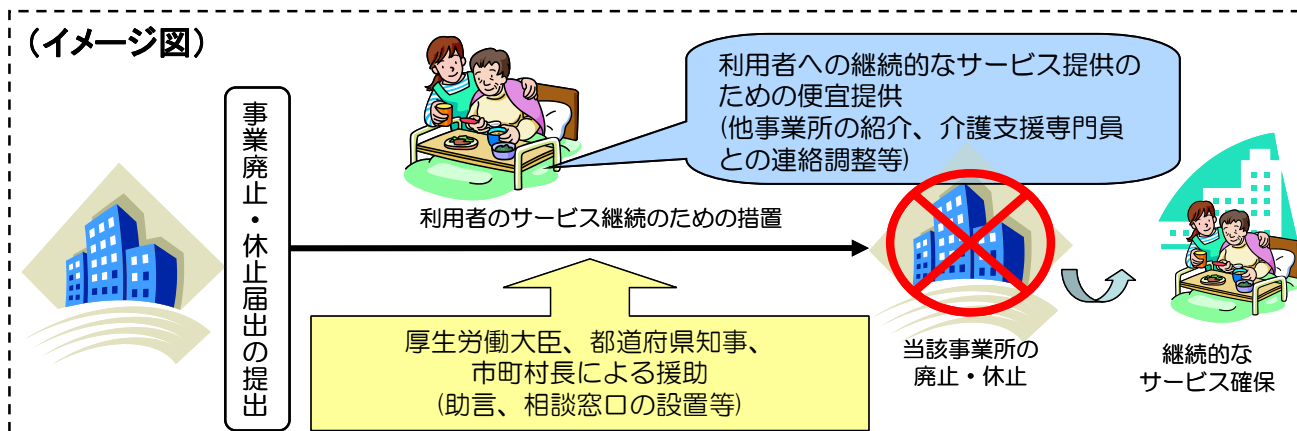 （イメージ図）
事業廃止・休止届出の提出
利用者への継続的なサービス提供の
ための便宜提供
(他事業所の紹介、介護支援専門員
との連絡調整等)
利用者のサービス継続のための措置
厚生労働大臣、都道府県知事、
市町村長による援助
(助言、相談窓口の設置等)
当該事業所の
廃止・休止
継続的な
サービス確保